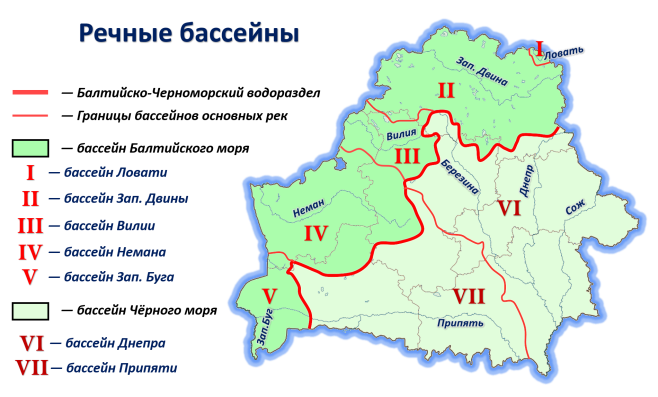 Речные бассейны
— Балтийско-Черноморский водораздел
— Границы бассейнов основных рек
— бассейн Балтийского моря
I — бассейн Ловати
II — бассейн Зап. Двины
III — бассейн Вилии
IV — бассейн Немана
V — бассейн Зап. Буга
— бассейн Чёрного моря
VI — бассейн Днепра
VII — бассейн Припяти
I Ловать
Зап. Двина
II
Вилия
III
Березина
Днепр
VI
Сож
Неман
IV
V
Зап.Буг
VII
Припять